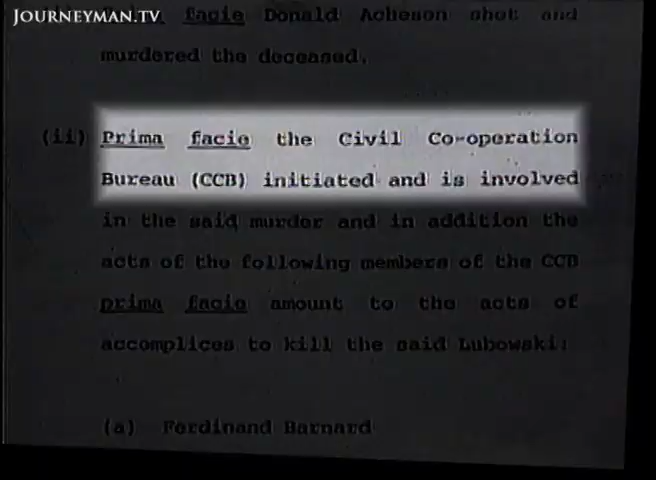 JOURNEYMAN.TV
Prima facie Donald Acheson shot and
murdered the deceased.
(ii) Prima facie the Civil Co-operation
Bureau (CCB) initiated and is involved
in the said murder and in addition the
acts of the following members of the CCB
prima facie amount to the acts of
accomplices to kill the said Lubowski:
(a) Ferdinand Barnard